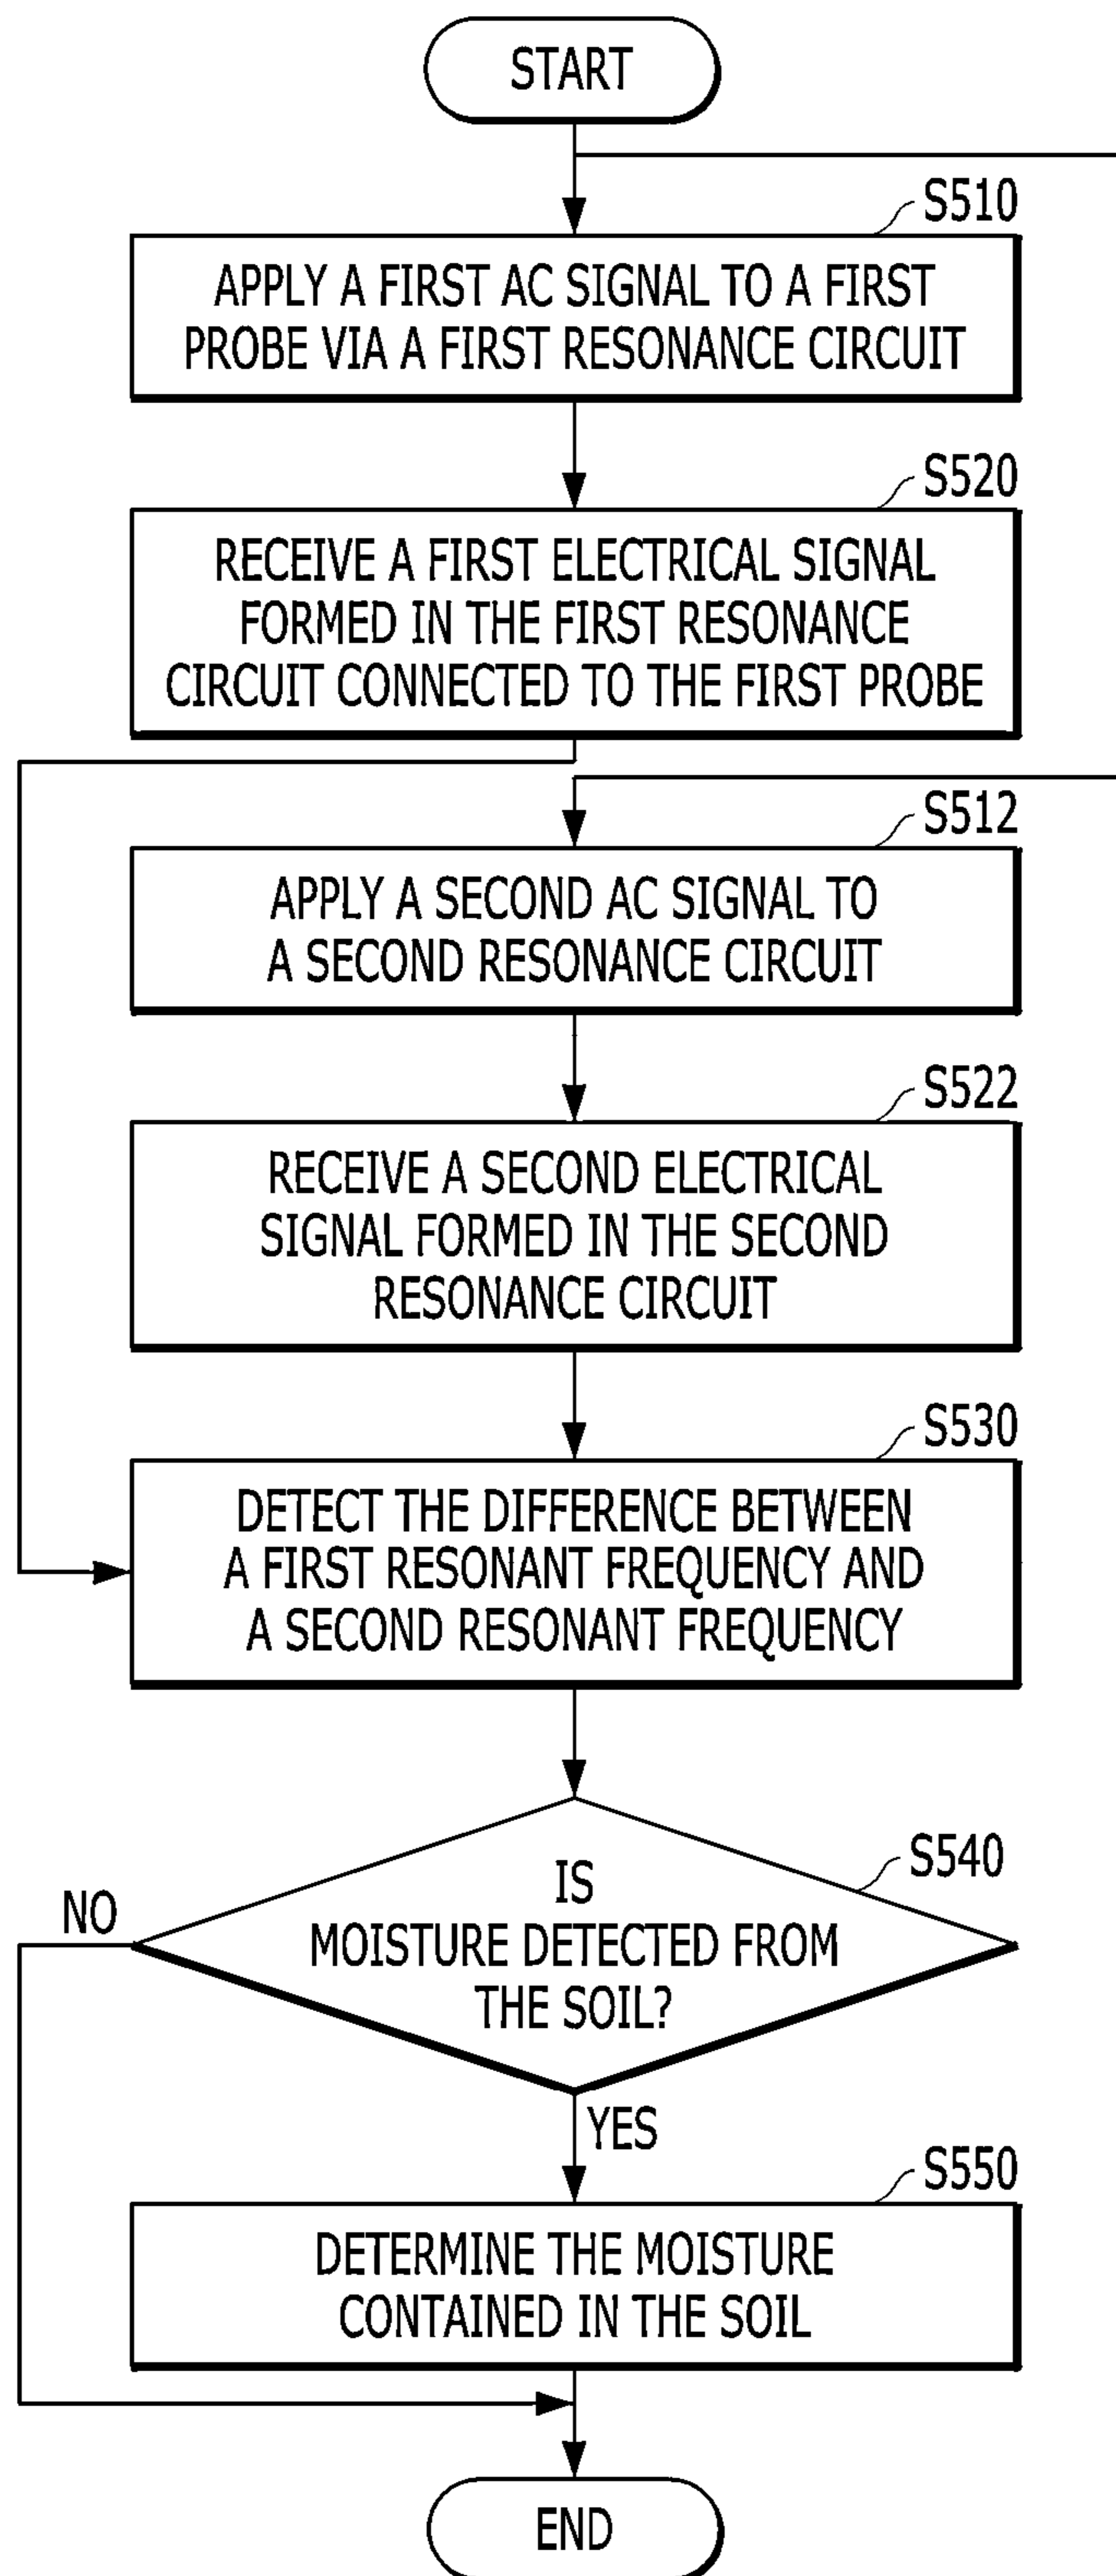 START
S510
APPLY A FIRST AC SIGNAL TO A FIRST
PROBE VIA A FIRST RESONANCE CIRCUIT
S520
RECEIVE A FIRST ELECTRICAL SIGNAL
FORMED IN THE FIRST RESONANCE
CIRCUIT CONNECTED TO THE FIRST PROBE
S512
APPLY A SECOND AC SIGNAL TO
A SECOND RESONANCE CIRCUIT
S522
RECEIVE A SECOND ELECTRICAL
SIGNAL FORMED IN THE SECOND
RESONANCE CIRCUIT
S530
DETECT THE DIFFERENCE BETWEEN
A FIRST RESONANT FREQUENCY AND
A SECOND RESONANT FREQUENCY
S540
IS
MOISTURE DETECTED FROM
THE SOIL?
NO
YES
S550
DETERMINE THE MOISTURE
CONTAINED IN THE SOIL
END